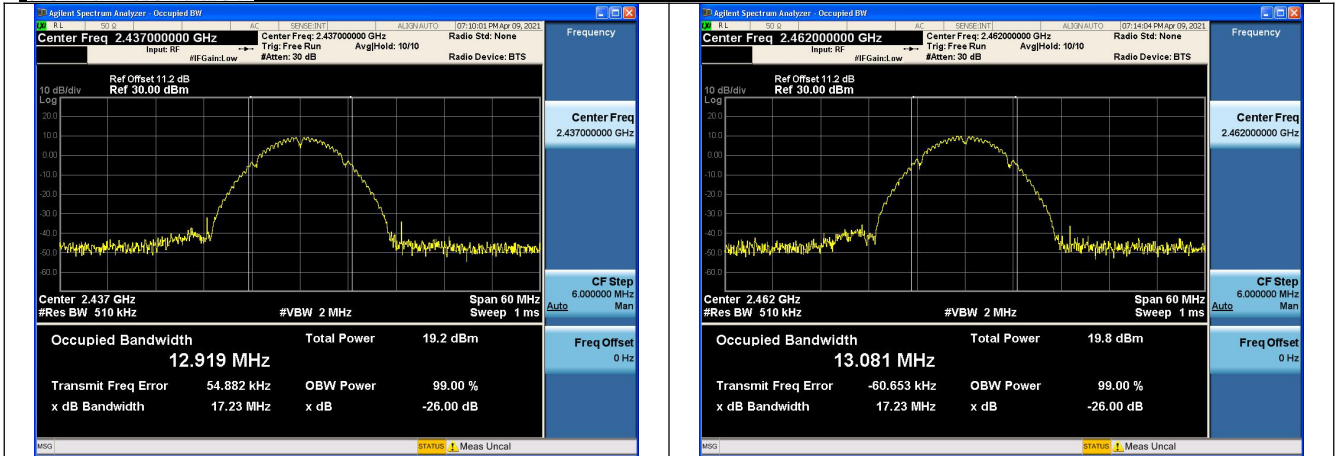 Agilent Spectrum Analyzer - Occupied BW
RL 50 Ω AC SENSE:INT ALIGN AUTO 07:10:01 PM Apr 09, 2021
Center Freq 2.437000000 GHz Center Freq: 2.437000000 GHz Radio Std: None Frequency
Input: RF Trig: Free Run Avg|Hold: 10/10
#IFGain:Low #Atten: 30 dB Radio Device: BTS
Ref Offset 11.2 dB
10 dB/div Ref 30.00 dBm
Log
20.0
10.0
0.00
-10.0
-20.0
-30.0
-40.0
-50.0
-60.0
Center Freq
2.437000000 GHz
Center 2.437 GHz Span 60 MHz
#Res BW 510 kHz #VBW 2 MHz Sweep 1 ms
CF Step
6.000000 MHz
Auto Man
Occupied Bandwidth Total Power 19.2 dBm
12.919 MHz
Transmit Freq Error 54.882 kHz OBW Power 99.00 %
x dB Bandwidth 17.23 MHz x dB -26.00 dB
Freq Offset
0 Hz
MSG STATUS Meas Uncal
Agilent Spectrum Analyzer - Occupied BW
RL 50 Ω AC SENSE:INT ALIGN AUTO 07:14:04 PM Apr 09, 2021
Center Freq 2.462000000 GHz Center Freq: 2.462000000 GHz Radio Std: None Frequency
Input: RF Trig: Free Run Avg|Hold: 10/10
#IFGain:Low #Atten: 30 dB Radio Device: BTS
Ref Offset 11.2 dB
10 dB/div Ref 30.00 dBm
Log
20.0
10.0
0.00
-10.0
-20.0
-30.0
-40.0
-50.0
-60.0
Center Freq
2.462000000 GHz
Center 2.462 GHz Span 60 MHz
#Res BW 510 kHz #VBW 2 MHz Sweep 1 ms
CF Step
6.000000 MHz
Auto Man
Occupied Bandwidth Total Power 19.8 dBm
13.081 MHz
Transmit Freq Error -60.653 kHz OBW Power 99.00 %
x dB Bandwidth 17.23 MHz x dB -26.00 dB
Freq Offset
0 Hz
MSG STATUS Meas Uncal